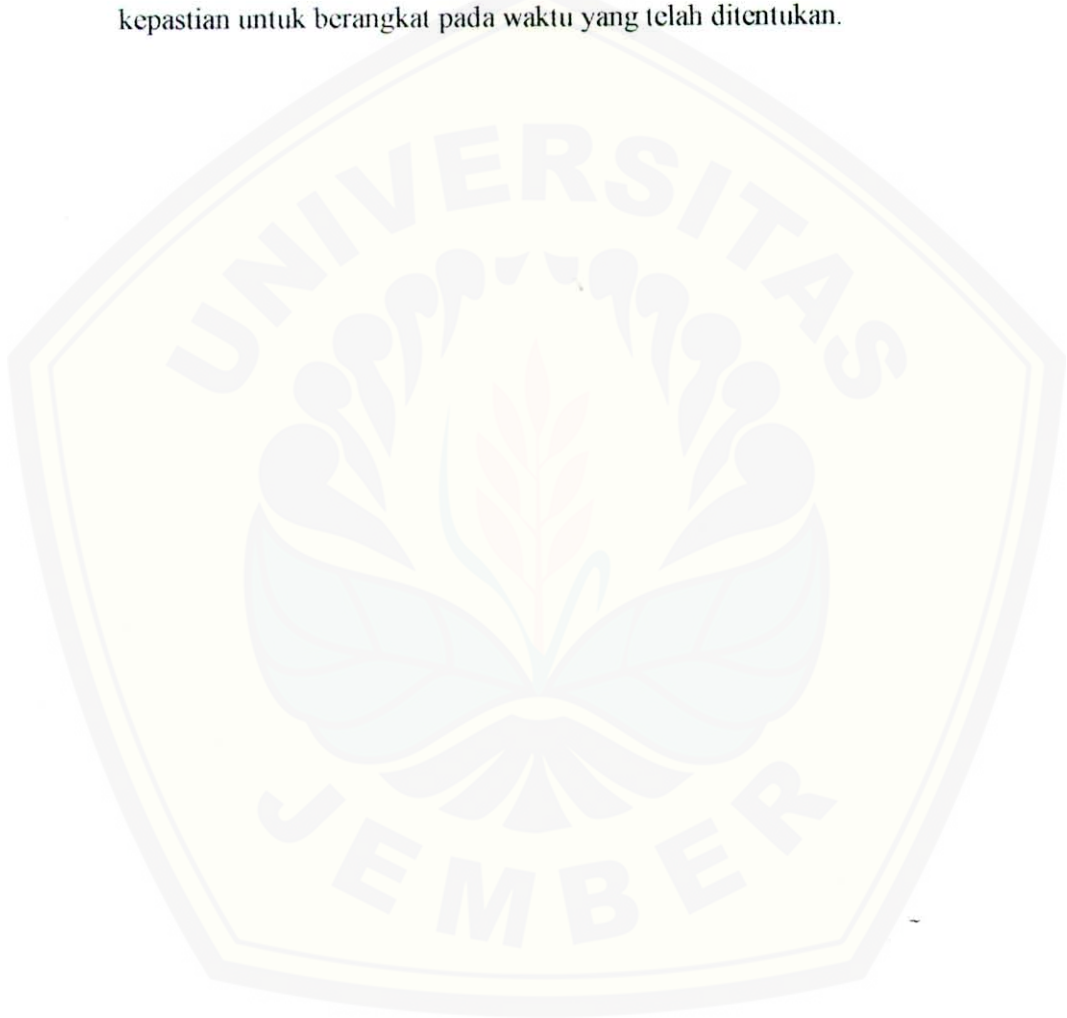 kepastian untuk berangkat pada waktu yang telah ditentukan.
UNIVERSITAS
JEMBER